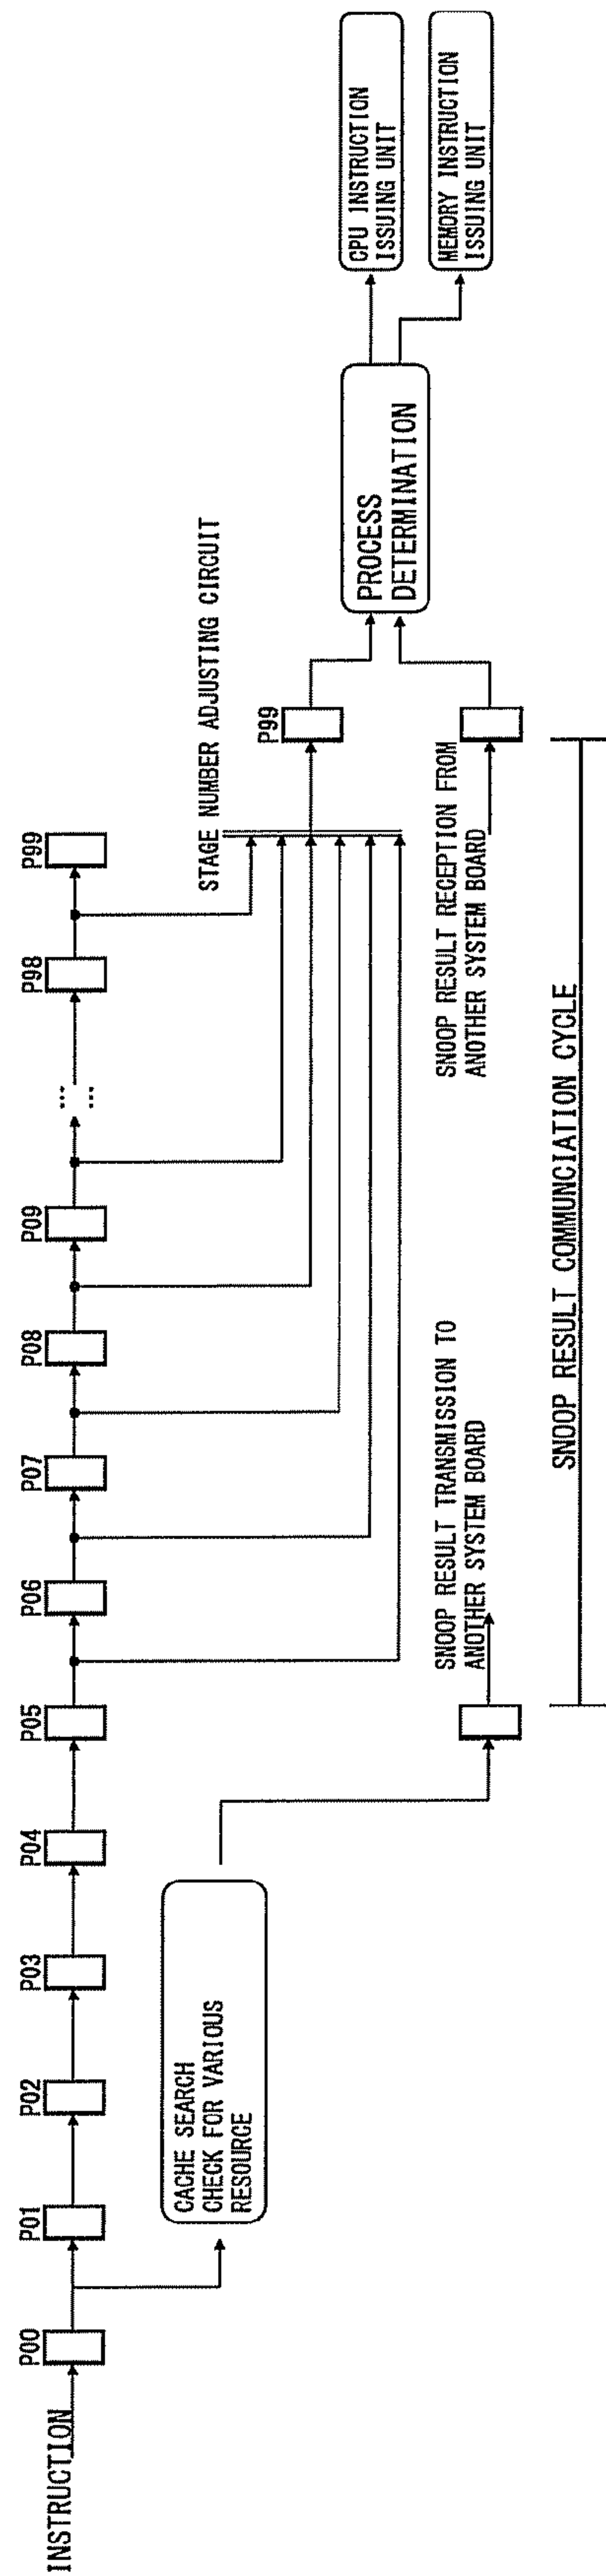 INSTRUCTION
P00
P01
P02
P03
P04
P05
P06
P07
P08
P09
...
...
P98
P99
CACHE SEARCH
CHECK FOR VARIOUS
RESOURCE
STAGE NUMBER ADJUSTING CIRCUIT
P99
SNOOP RESULT TRANSMISSION TO
ANOTHER SYSTEM BOARD
SNOOP RESULT RECEPTION FROM
ANOTHER SYSTEM BOARD
PROCESS
DETERMINATION
CPU INSTRUCTION
ISSUING UNIT
MEMORY INSTRUCTION
ISSUING UNIT
SNOOP RESULT COMMUNCIATION CYCLE